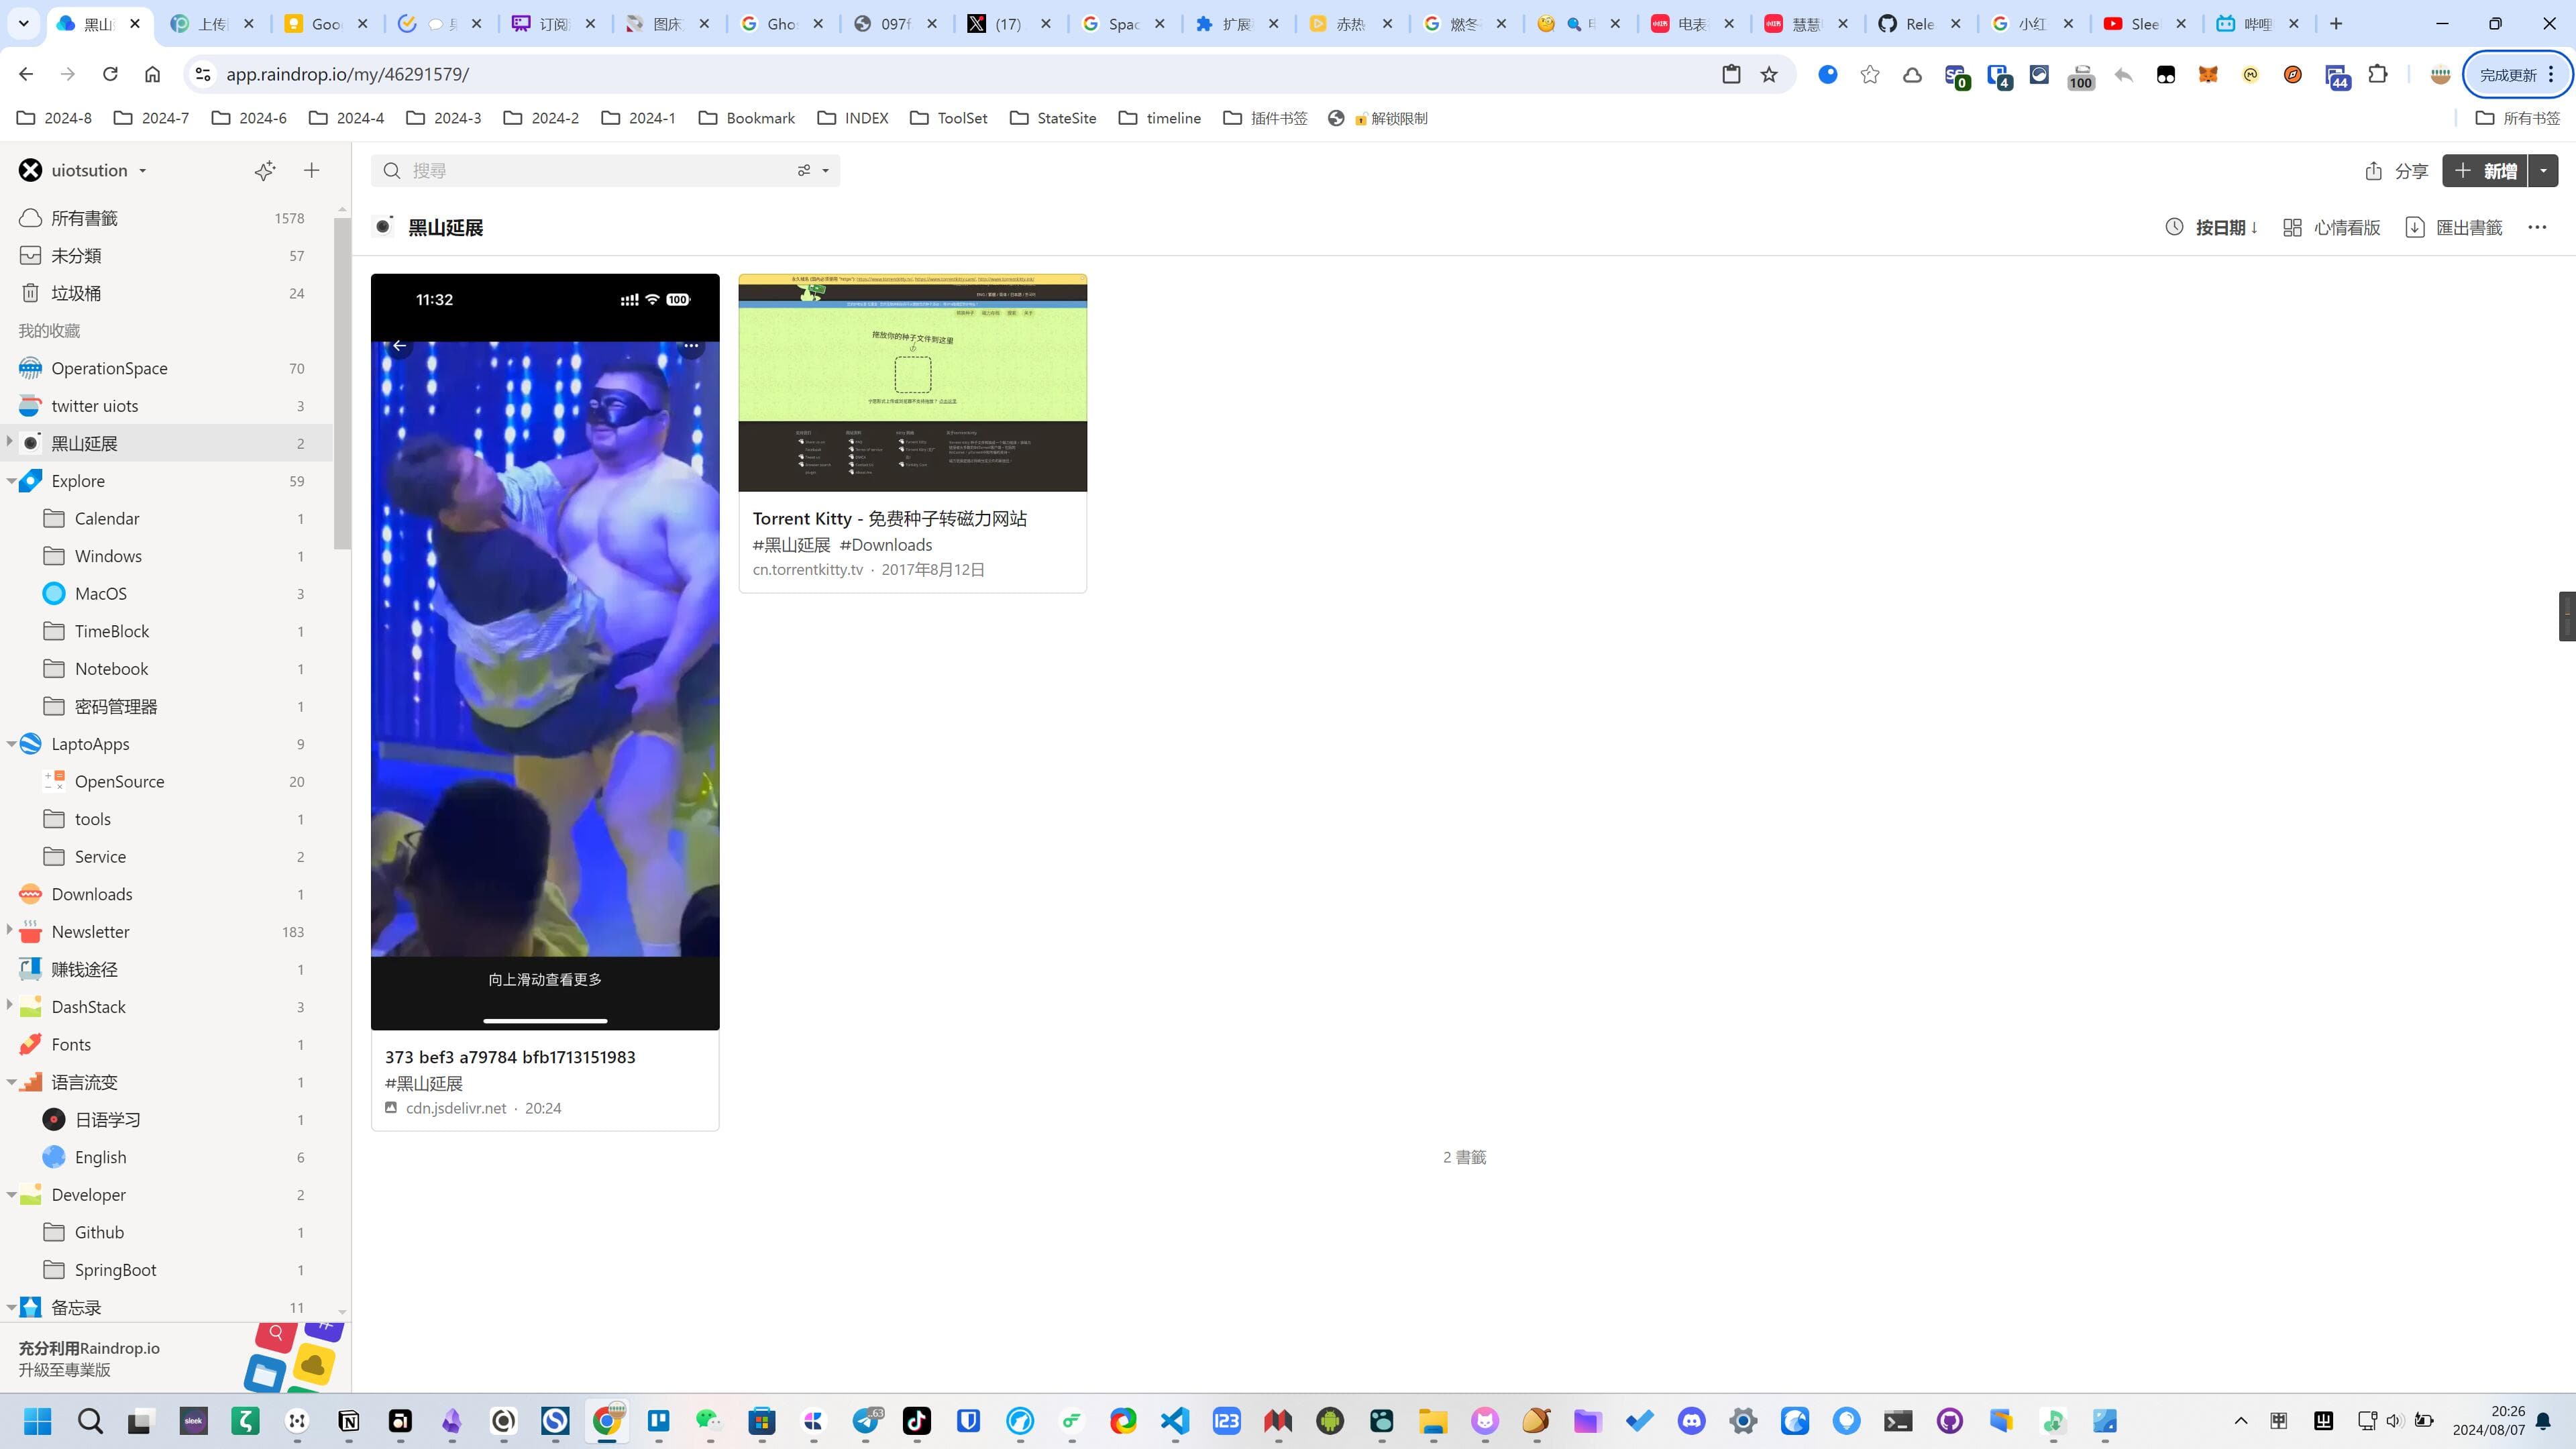 黑山
上传
Goo
订阅
图床
Gho
097f
(17)
Spac
扩展
赤热
燃冬
电表
慧慧
Rele
小红
Slee
哔哩
app.raindrop.io/my/46291579/
0
4
100
44
完成更新
2024-8
2024-7
2024-6
2024-4
2024-3
2024-2
2024-1
Bookmark
INDEX
ToolSet
StateSite
timeline
插件书签
解锁限制
所有书签
uiotsution
所有書籤 1578
未分類 57
垃圾桶 24
我的收藏
OperationSpace 70
twitter uiots 3
黑山延展 2
Explore 59
Calendar 1
Windows 1
MacOS 3
TimeBlock 1
Notebook 1
密码管理器 1
LaptoApps 9
OpenSource 20
tools 1
Service 2
Downloads 1
Newsletter 183
赚钱途径 1
DashStack 3
Fonts 1
语言流变 1
日语学习 1
English 6
Developer 2
Github 1
SpringBoot 1
备忘录 11
充分利用Raindrop.io
升級至專業版
搜尋
分享
新增
黑山延展
按日期↓
心情看版
匯出書籤
11:32
100
向上滑动查看更多
373 bef3 a79784 bfb1713151983
#黑山延展
cdn.jsdelivr.net · 20:24
拖放你的种子文件到这里
Torrent Kitty - 免费种子转磁力网站
#黑山延展 #Downloads
cn.torrentkitty.tv · 2017年8月12日
2 書籤
sleek
63
123
20:26
2024/08/07